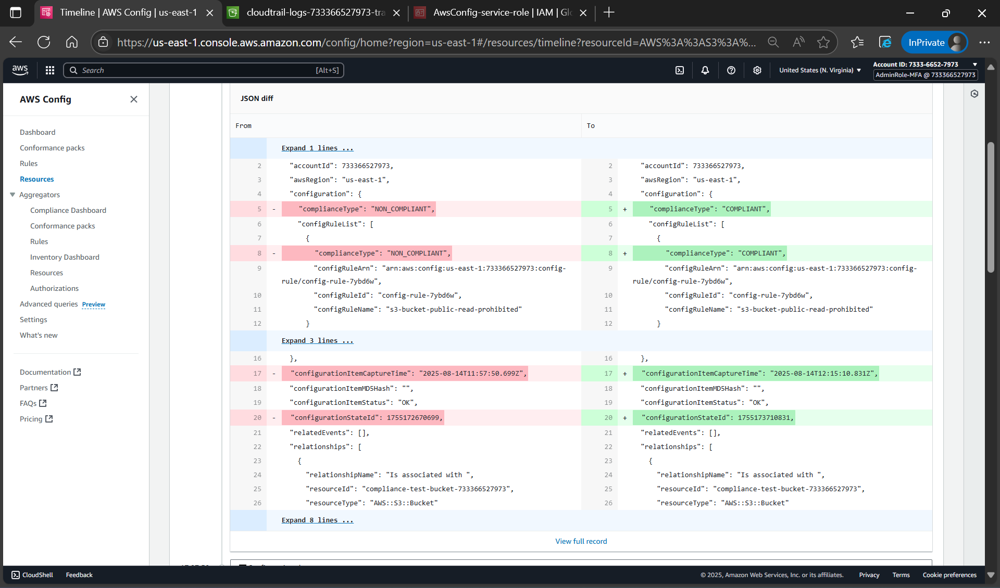 Timeline | AWS Config | us-east-1
cloudtrail-logs-733366527973-tra
AwsConfig-service-role | IAM | Glo
https://us-east-1.console.aws.amazon.com/config/home?region=us-east-1#/resources/timeline?resourceId=AWS%3A%3AS3%3A%...
InPrivate
aws
Search
[Alt+S]
United States (N. Virginia)
Account ID: 7333-6652-7973
AdminRole-MFA @ 733366527973
AWS Config
Dashboard
Conformance packs
Rules
Resources
Aggregators
Compliance Dashboard
Conformance packs
Rules
Inventory Dashboard
Resources
Authorizations
Advanced queries Preview
Settings
What's new
Documentation
Partners
FAQs
Pricing
JSON diff
From
To
Expand 1 lines ...
2 "accountId": 733366527973,
2 "accountId": 733366527973,
3 "awsRegion": "us-east-1",
3 "awsRegion": "us-east-1",
4 "configuration": {
4 "configuration": {
5 - "complianceType": "NON_COMPLIANT",
5 + "complianceType": "COMPLIANT",
6 "configRuleList": [
6 "configRuleList": [
7 {
7 {
8 - "complianceType": "NON_COMPLIANT",
8 + "complianceType": "COMPLIANT",
9 "configRuleArn": "arn:aws:config:us-east-1:733366527973:config-
rule/config-rule-7ybd6w",
9 "configRuleArn": "arn:aws:config:us-east-1:733366527973:config-
rule/config-rule-7ybd6w",
10 "configRuleId": "config-rule-7ybd6w",
10 "configRuleId": "config-rule-7ybd6w",
11 "configRuleName": "s3-bucket-public-read-prohibited"
11 "configRuleName": "s3-bucket-public-read-prohibited"
12 }
12 }
Expand 3 lines ...
16 },
16 },
17 - "configurationItemCaptureTime": "2025-08-14T11:57:50.699Z",
17 + "configurationItemCaptureTime": "2025-08-14T12:15:10.831Z",
18 "configurationItemMD5Hash": "",
18 "configurationItemMD5Hash": "",
19 "configurationItemStatus": "OK",
19 "configurationItemStatus": "OK",
20 - "configurationStateId": 1755172670699,
20 + "configurationStateId": 1755173710831,
21 "relatedEvents": [],
21 "relatedEvents": [],
22 "relationships": [
22 "relationships": [
23 {
23 {
24 "relationshipName": "Is associated with ",
24 "relationshipName": "Is associated with ",
25 "resourceId": "compliance-test-bucket-733366527973",
25 "resourceId": "compliance-test-bucket-733366527973",
26 "resourceType": "AWS::S3::Bucket"
26 "resourceType": "AWS::S3::Bucket"
Expand 8 lines ...
View full record
CloudShell
Feedback
© 2025, Amazon Web Services, Inc. or its affiliates.
Privacy
Terms
Cookie preferences